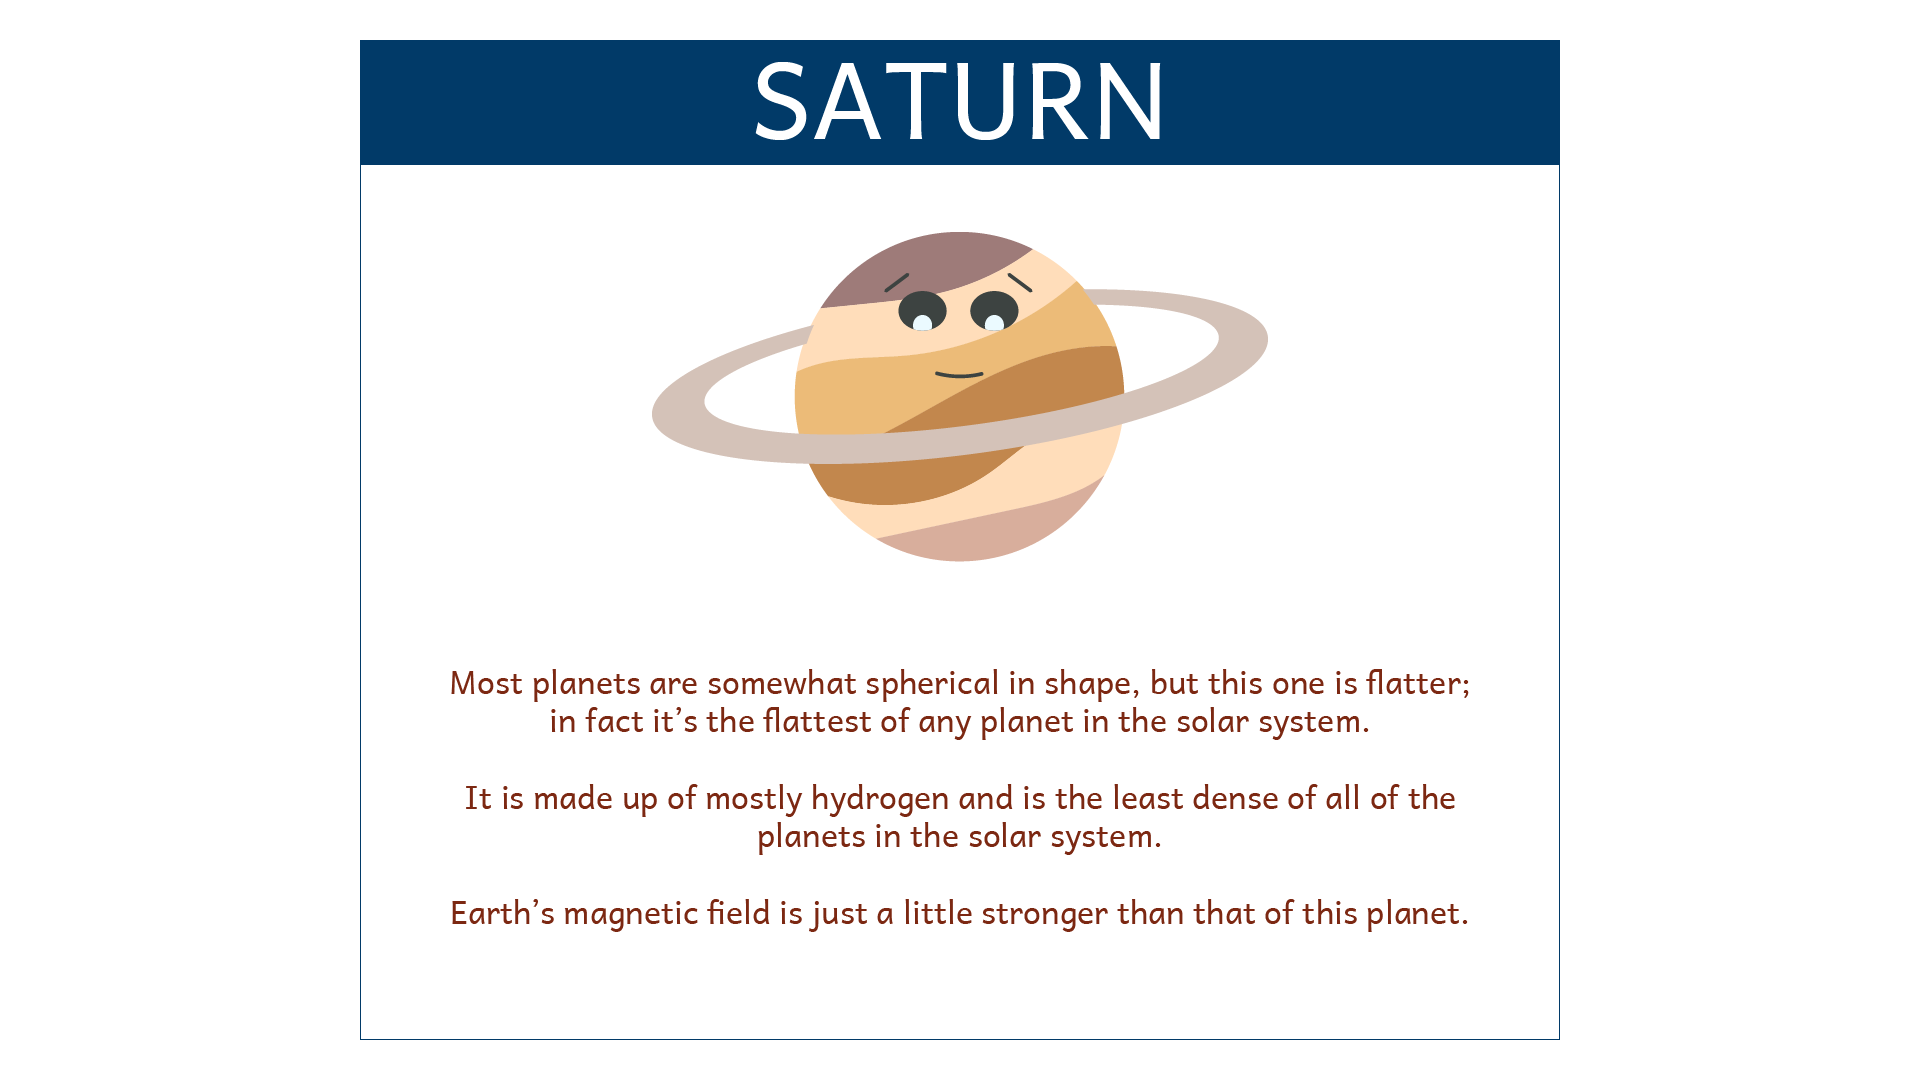 SATURN
Most planets are somewhat spherical in shape, but this one is flatter;
in fact it’s the flattest of any planet in the solar system.
It is made up of mostly hydrogen and is the least dense of all of the
planets in the solar system.
Earth’s magnetic field is just a little stronger than that of this planet.